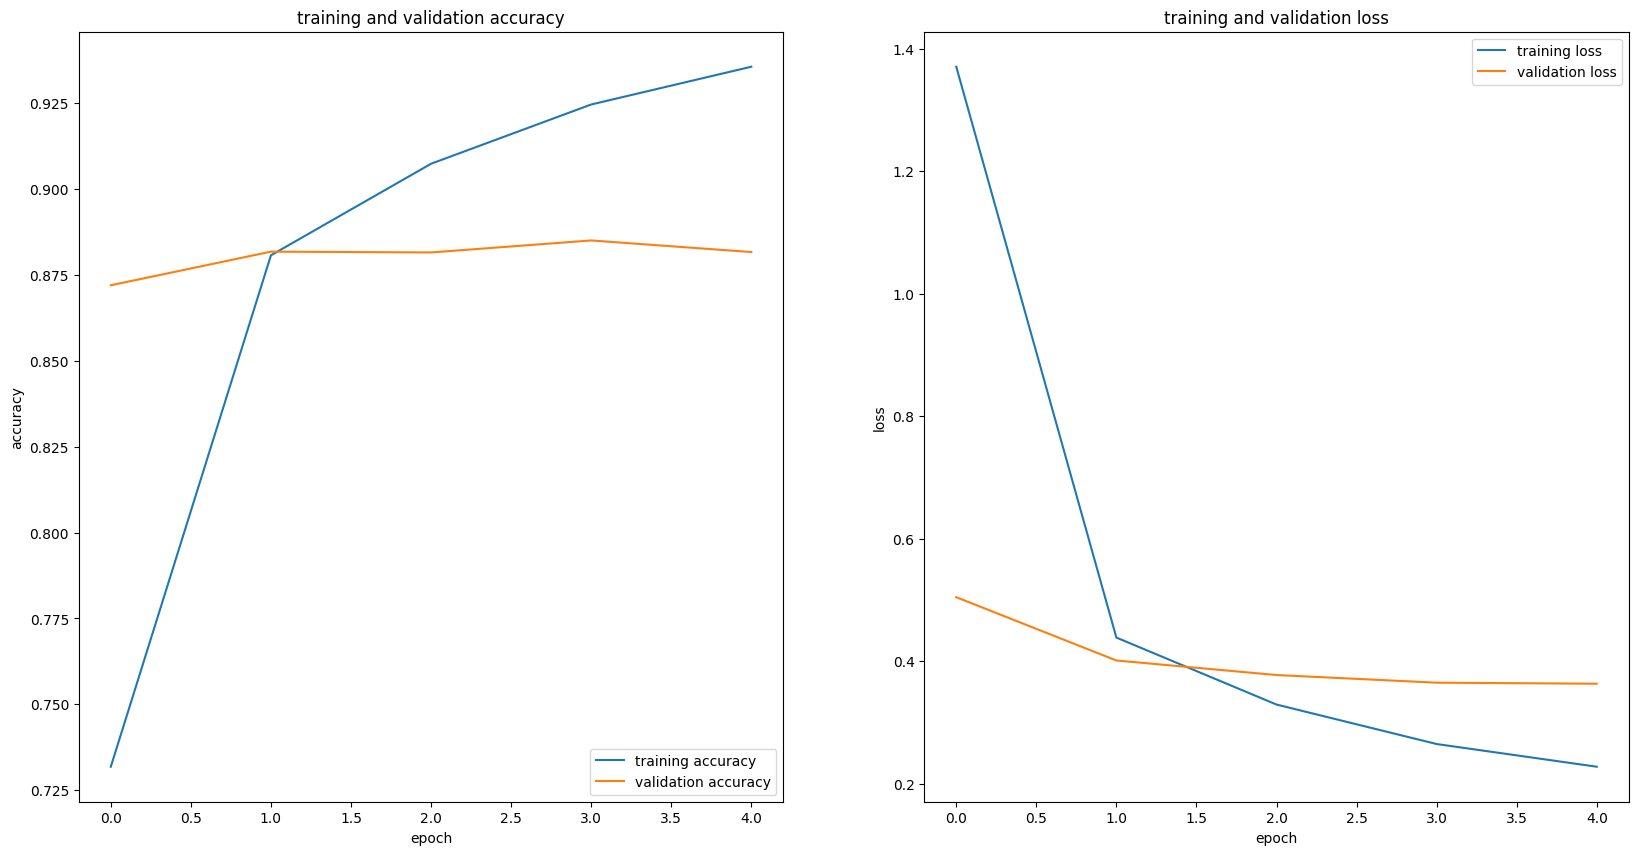 training and validation accuracy
accuracy
0.925
0.900
0.875
0.850
0.825
0.800
0.775
0.750
0.725
training accuracy
validation accuracy
0.0 0.5 1.0 1.5 2.0 2.5 3.0 3.5 4.0
epoch
training and validation loss
loss
1.4
1.2
1.0
0.8
0.6
0.4
0.2
training loss
validation loss
0.0 0.5 1.0 1.5 2.0 2.5 3.0 3.5 4.0
epoch